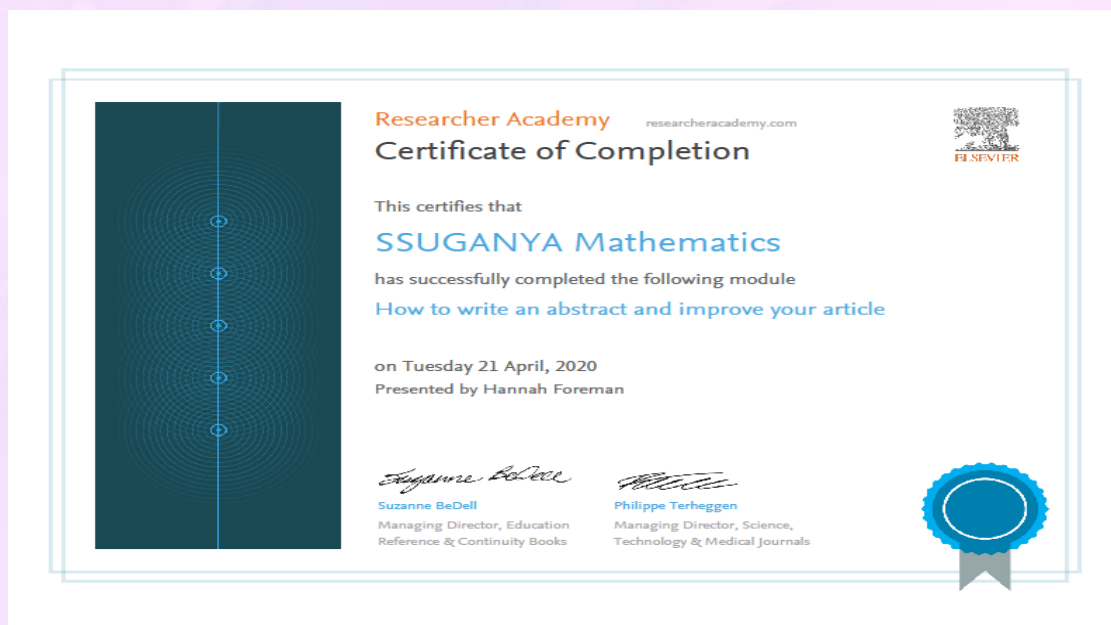 Researcher Academy researcheracademy.com
Certificate of Completion
ELSEVIER
This certifies that
SSUGANYA Mathematics
has successfully completed the following module
How to write an abstract and improve your article
on Tuesday 21 April, 2020
Presented by Hannah Foreman
Suzanne BeDell
Suzanne BeDell
Managing Director, Education
Reference & Continuity Books
Philippe Terheggen
Managing Director, Science,
Technology & Medical Journals